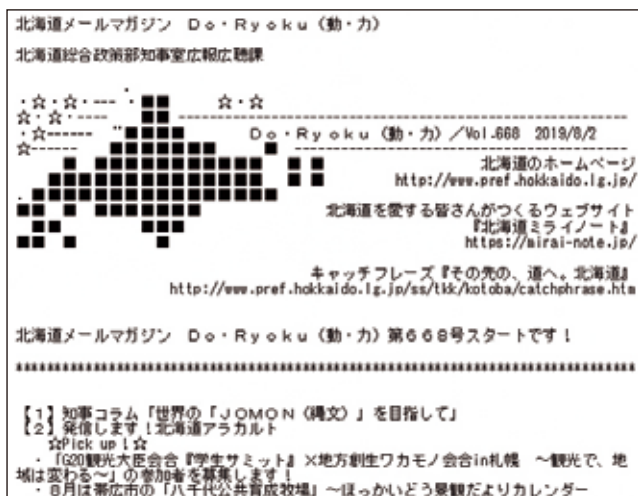 北海道メールマガジン　Do・Ryoku（動・力）
北海道総合政策部知事室広報広聴課
Do・Ryoku（動・力）／Vol.668　2019/8/2
北海道のホームページ
http://www.pref.hokkaido.lg.jp/
北海道を愛する皆さんがつくるウェブサイト
『北海道ミライノート』
https://mirai-note.jp/
キャッチフレーズ『その先の、道へ。北海道』
http://www.pref.hokkaido.lg.jp/ss/tkk/kotoba/catchphrase.htm
北海道メールマガジン　Do・Ryoku（動・力）第６６８号スタートです！
【1】知事コラム「世界の「JOMON（縄文）」を目指して」
【2】発信します！北海道アラカルト
☆Pick up！☆
・「G20観光大臣会合『学生サミット』×地方創生ワカモノ会合in札幌　～観光で、地
域は変わる～」の参加者を募集します！
・８月は帯広市の「八千代公共育成牧場」～ほっかいどう景観だよりカレンダー